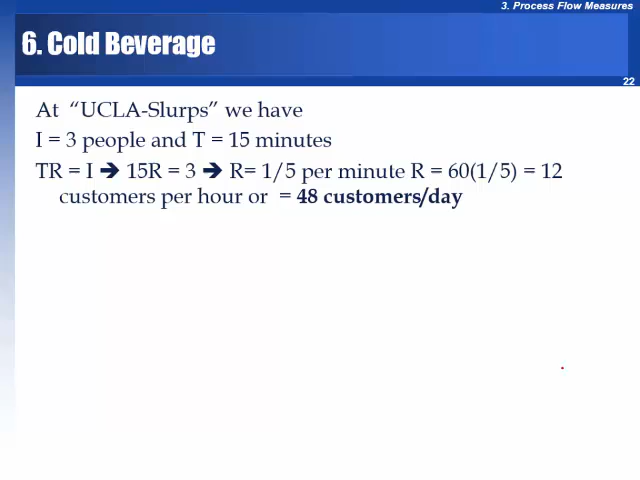 3. Process Flow Measures
6. Cold Beverage
22
At “UCLA-Slurps” we have
I = 3 people and T = 15 minutes
TR = I ➔ 15R = 3 ➔ R= 1/5 per minute R = 60(1/5) = 12
customers per hour or = 48 customers/day